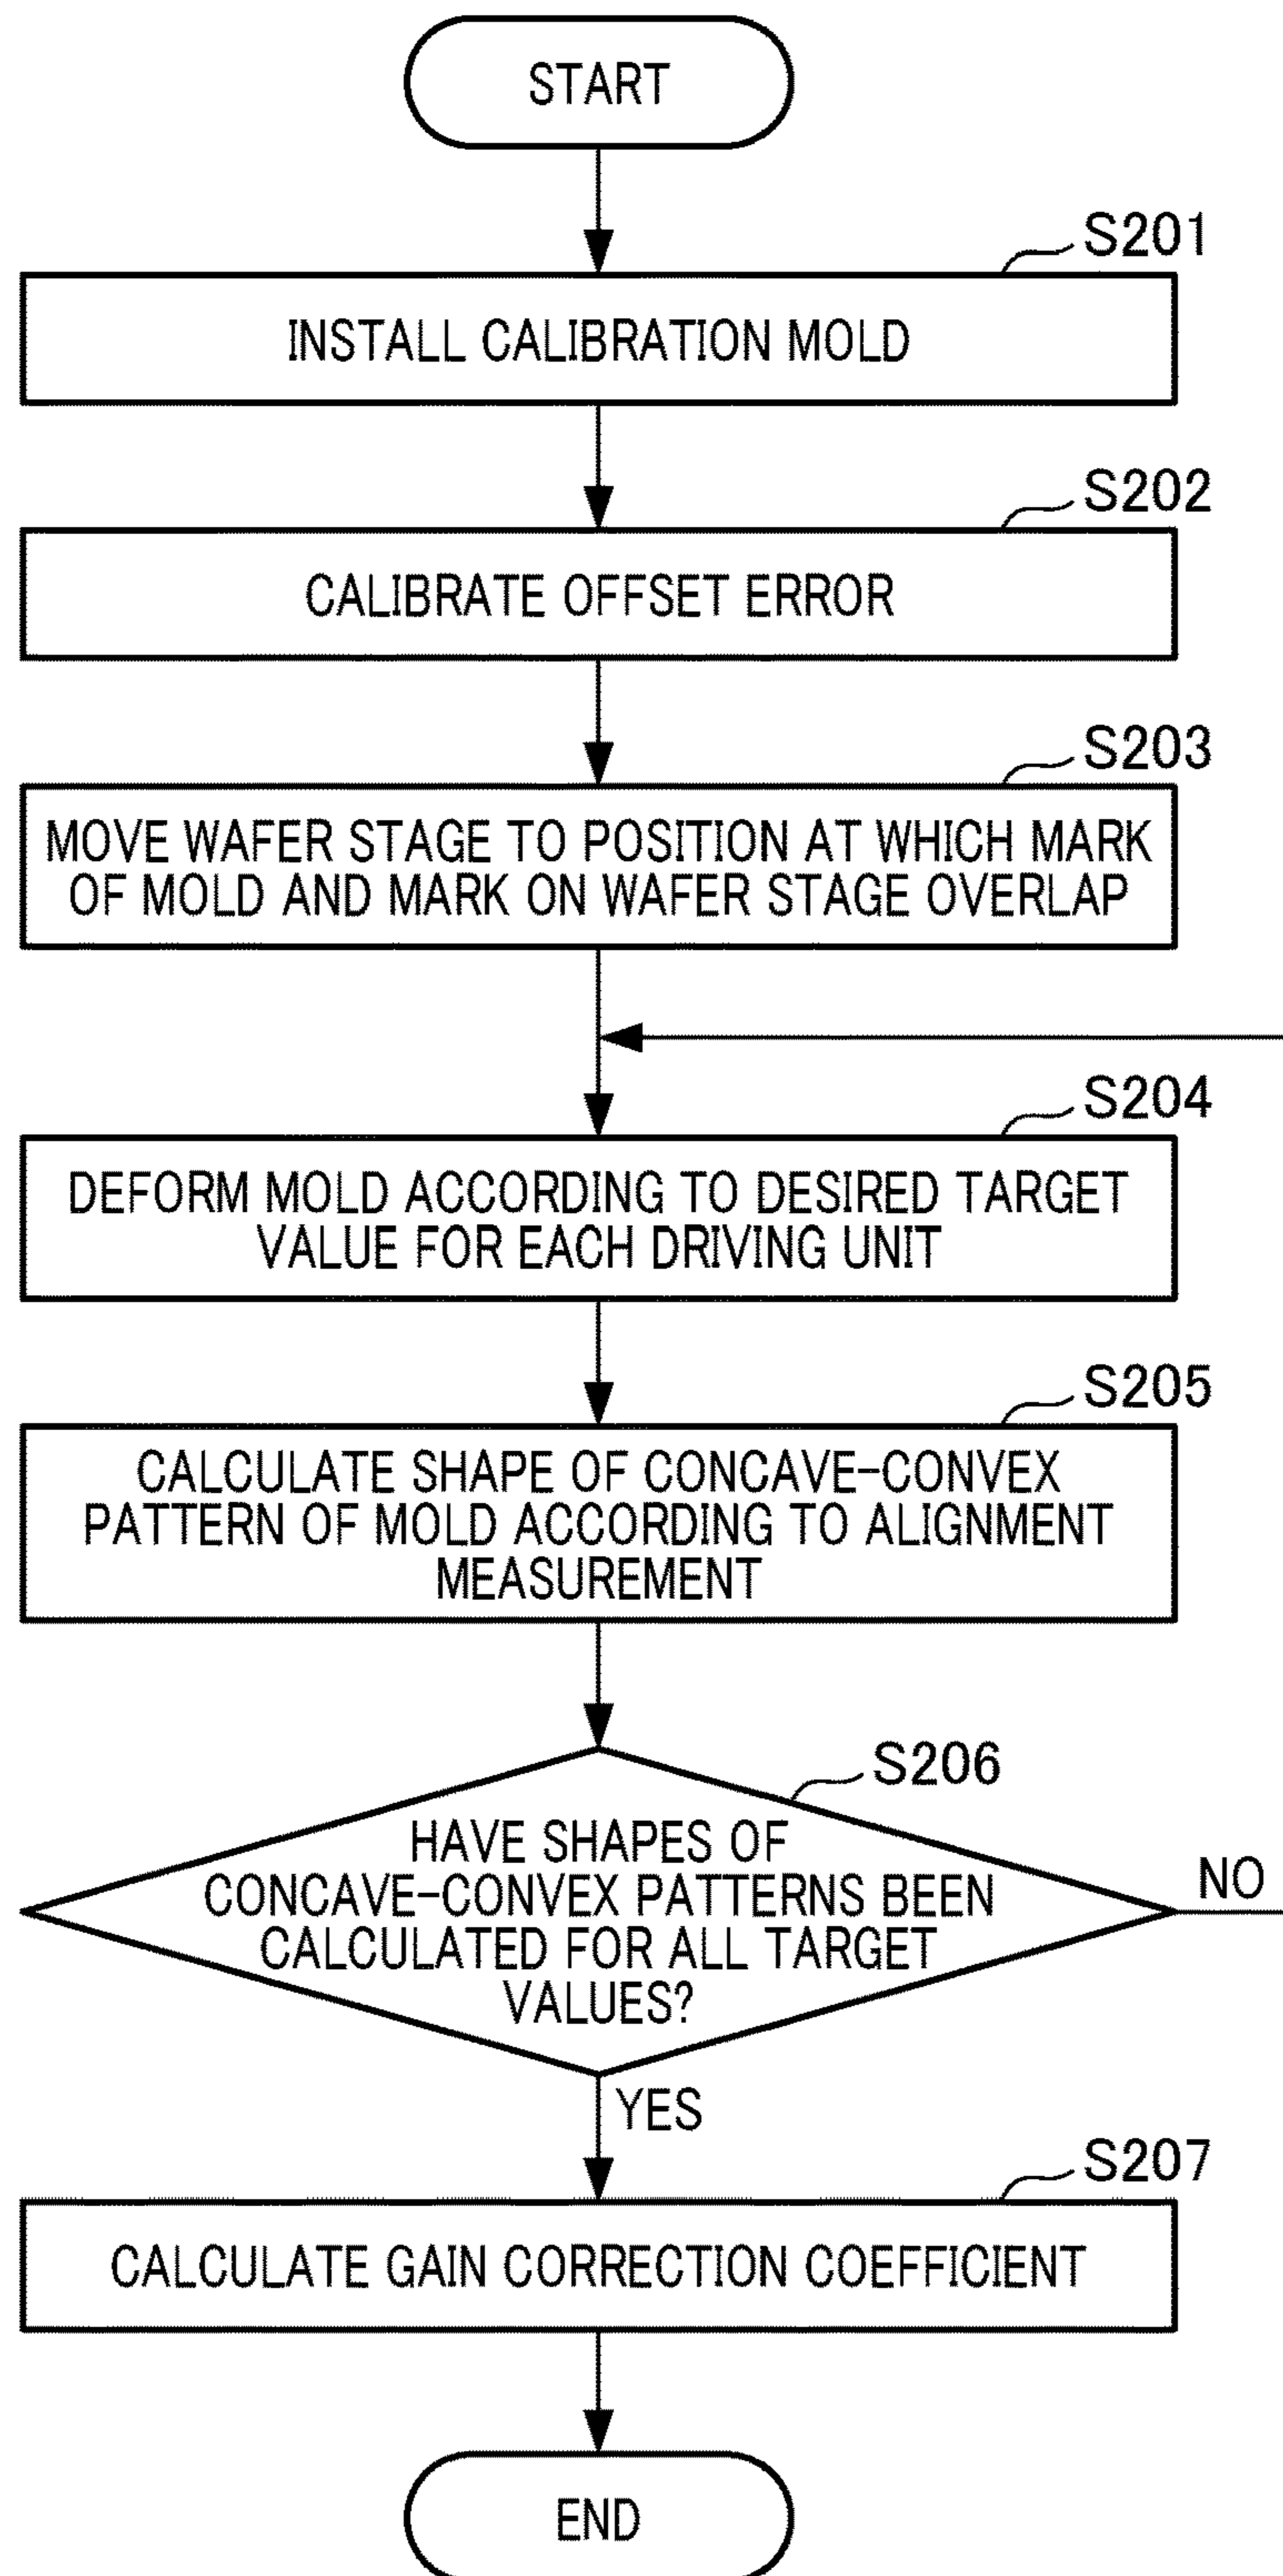 START
S201
INSTALL CALIBRATION MOLD
S202
CALIBRATE OFFSET ERROR
S203
MOVE WAFER STAGE TO POSITION AT WHICH MARK
OF MOLD AND MARK ON WAFER STAGE OVERLAP
S204
DEFORM MOLD ACCORDING TO DESIRED TARGET
VALUE FOR EACH DRIVING UNIT
S205
CALCULATE SHAPE OF CONCAVE-CONVEX
PATTERN OF MOLD ACCORDING TO ALIGNMENT
MEASUREMENT
S206
HAVE SHAPES OF
CONCAVE-CONVEX PATTERNS BEEN
CALCULATED FOR ALL TARGET
VALUES?
NO
YES
S207
CALCULATE GAIN CORRECTION COEFFICIENT
END